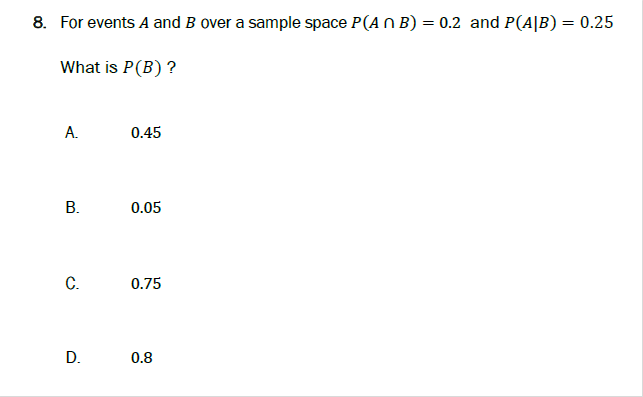 8. For events A and B over a sample space P(A ∩ B) = 0.2 and P(A|B) = 0.25
What is P(B) ?
A. 0.45
B. 0.05
C. 0.75
D. 0.8